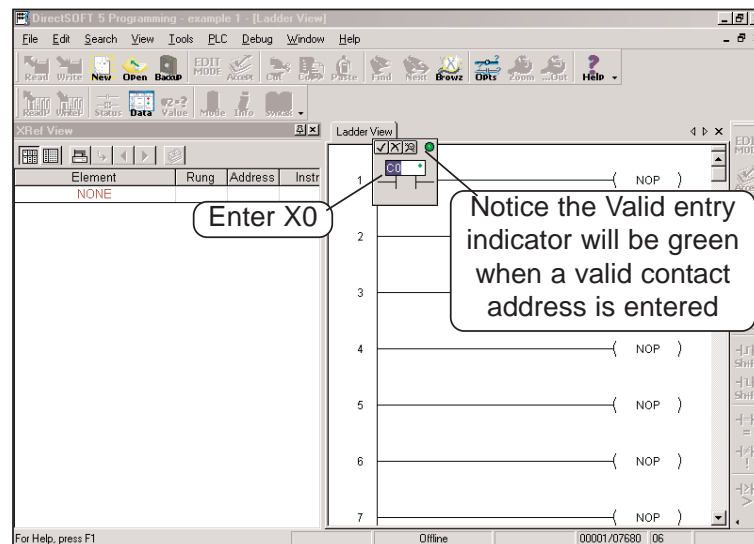 DirectSOFT 5 Programming - example 1 - [Ladder View]
File Edit Search View Tools PLC Debug Window Help
Read Write New Open Backup EDIT MODE Accept Cut Copy Paste Find Next Browz Opts Zoom ...Out Help
ReadP WriteP Status Data Value Mode Info Syntax
XRef View
Ladder View
Element Rung Address Instr
NONE
C0
Enter X0
Notice the Valid entry
indicator will be green
when a valid contact
address is entered
1 NOP
2
3
4 NOP
5 NOP
6 NOP
7 NOP
For Help, press F1 Offline 00001/07680 06